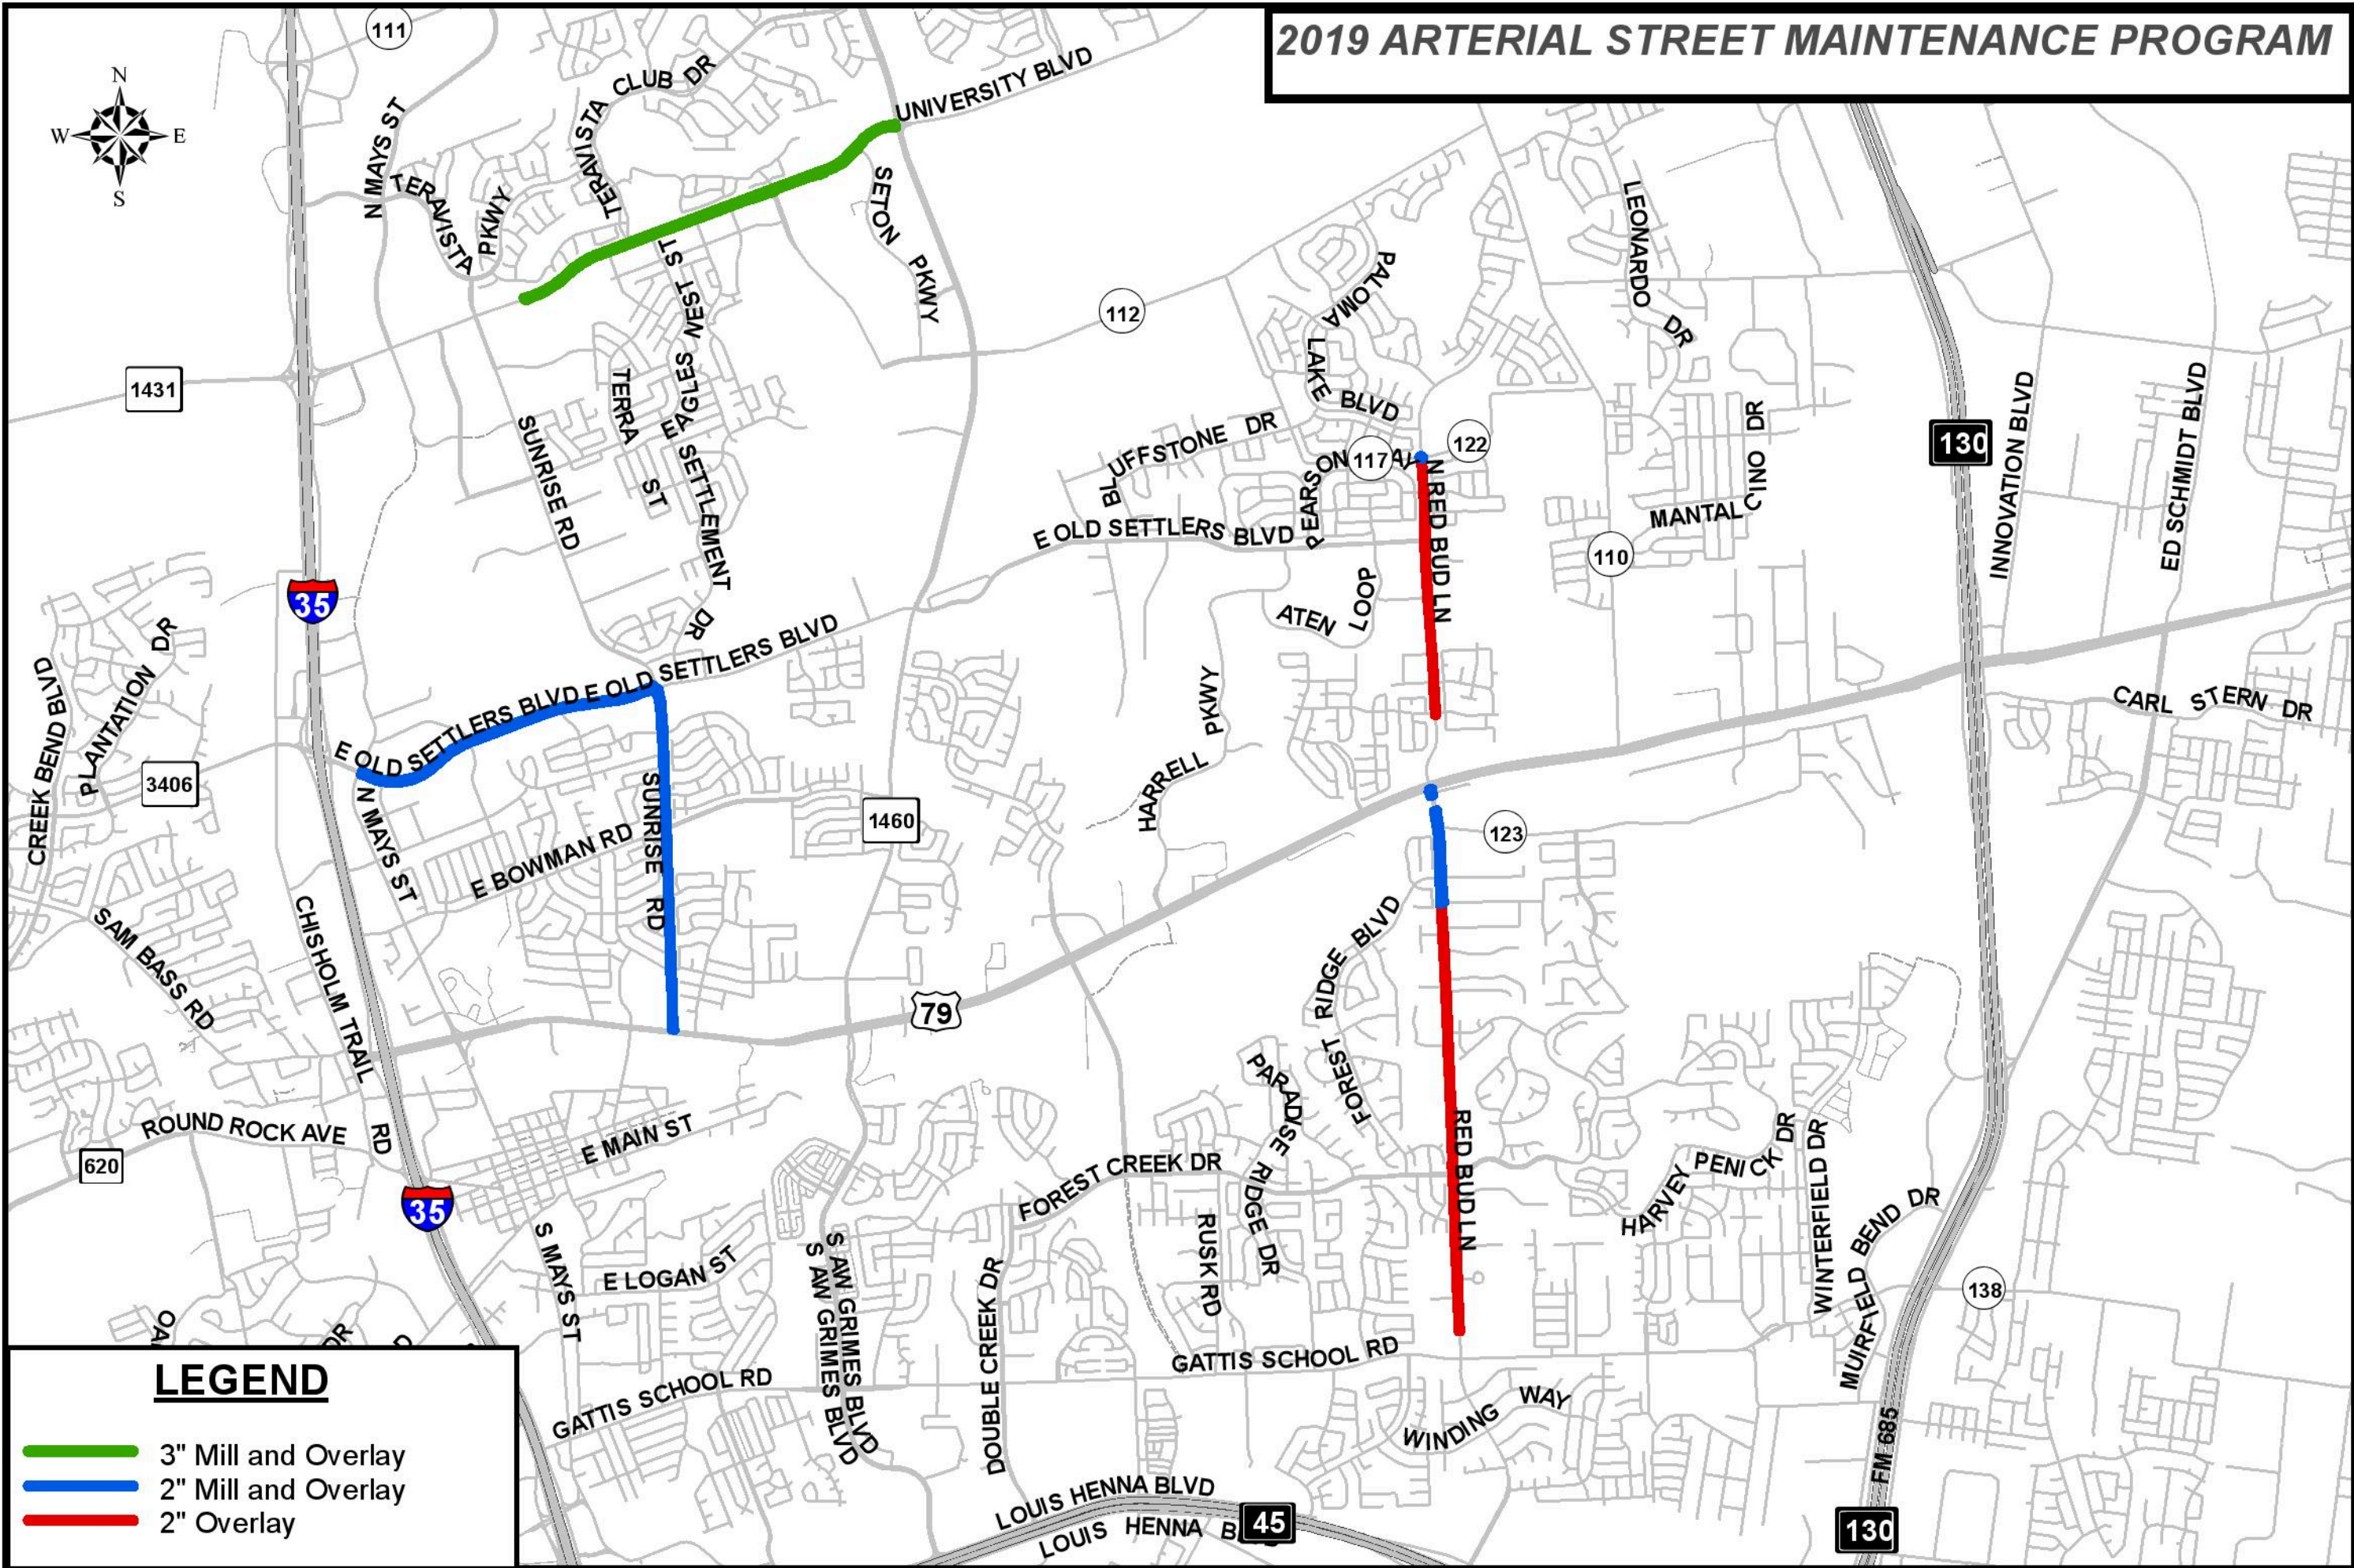 2019 ARTERIAL STREET MAINTENANCE PROGRAM
111
N
W
E
S
N MAYS ST
TERAVISTA CLUB DR
UNIVERSITY BLVD
TERAVISTA PKWY
SETON PKWY
WEST ST
EAGLES
TERRA ST
SETTLEMENT DR
SUNRISE RD
1431
112
PALOMA
LAKE BLVD
LEONARDO DR
BLUFFSTONE DR
PEARSON
117
122
N RED BUD LN
MANTALCINO DR
110
130
INNOVATION BLVD
ED SCHMIDT BLVD
E OLD SETTLERS BLVD
ATEN LOOP
35
PLANTATION DR
CREEK BEND BLVD
3406
E OLD SETTLERS BLVD
E OLD SETTLERS BLVD
N MAYS ST
SUNRISE RD
E BOWMAN RD
1460
HARRELL PKWY
CARL STERN DR
123
SAM BASS RD
CHISHOLM TRAIL RD
79
FOREST RIDGE BLVD
PARADISE RIDGE DR
ROUND ROCK AVE
620
E MAIN ST
35
FOREST CREEK DR
RED BUD LN
HARVEY PENICK DR
WINTERFIELD DR
MUIRFIELD BEND DR
138
S MAYS ST
E LOGAN ST
S AW GRIMES BLVD
S AW GRIMES BLVD
DOUBLE CREEK DR
RUSK RD
GATTIS SCHOOL RD
GATTIS SCHOOL RD
WINDING WAY
FM 685
LOUIS HENNA BLVD
LOUIS HENNA
45
130
DR
LEGEND
3" Mill and Overlay
2" Mill and Overlay
2" Overlay